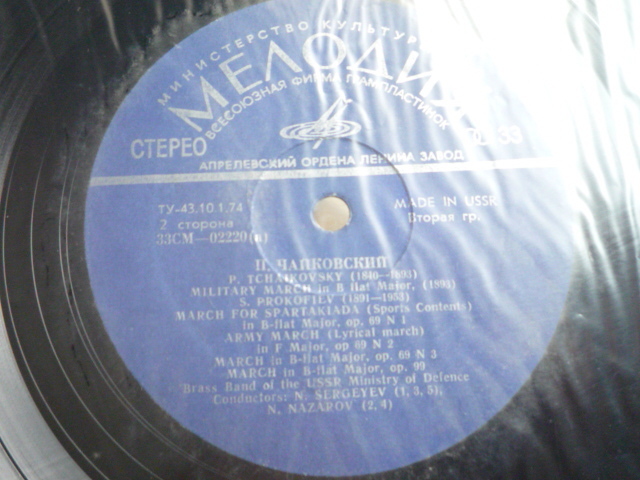 МИНИСТЕРСТВО КУЛЬТУРЫ
МЕЛОДИЯ
ВСЕСОЮЗНАЯ ФИРМА ГРАМПЛАСТИНОК
СТЕРЕО
33
АПРЕЛЕВСКИЙ ОРДЕНА ЛЕНИНА ЗАВОД
ТУ-43.10.1.74
MADE IN USSR
2 сторона
Вторая гр.
33СМ—02220(а)
П. ЧАЙКОВСКИЙ
P. TCHAIKOVSKY (1840—1893)
MILITARY MARCH in B flat Major, (1893)
S. PROKOFIEV (1891—1953)
MARCH FOR SPARTAKIADA (Sports Contents)
in B-flat Major, op. 69 N 1
ARMY MARCH (Lyrical march)
in F Major, op 69 N 2
MARCH in B-flat Major, op. 69 N 3
MARCH in B-flat Major, op. 99
Brass Band of the USSR Ministry of Defence
Conductors: N. SERGEYEV (1, 3, 5),
N. NAZAROV (2,4)